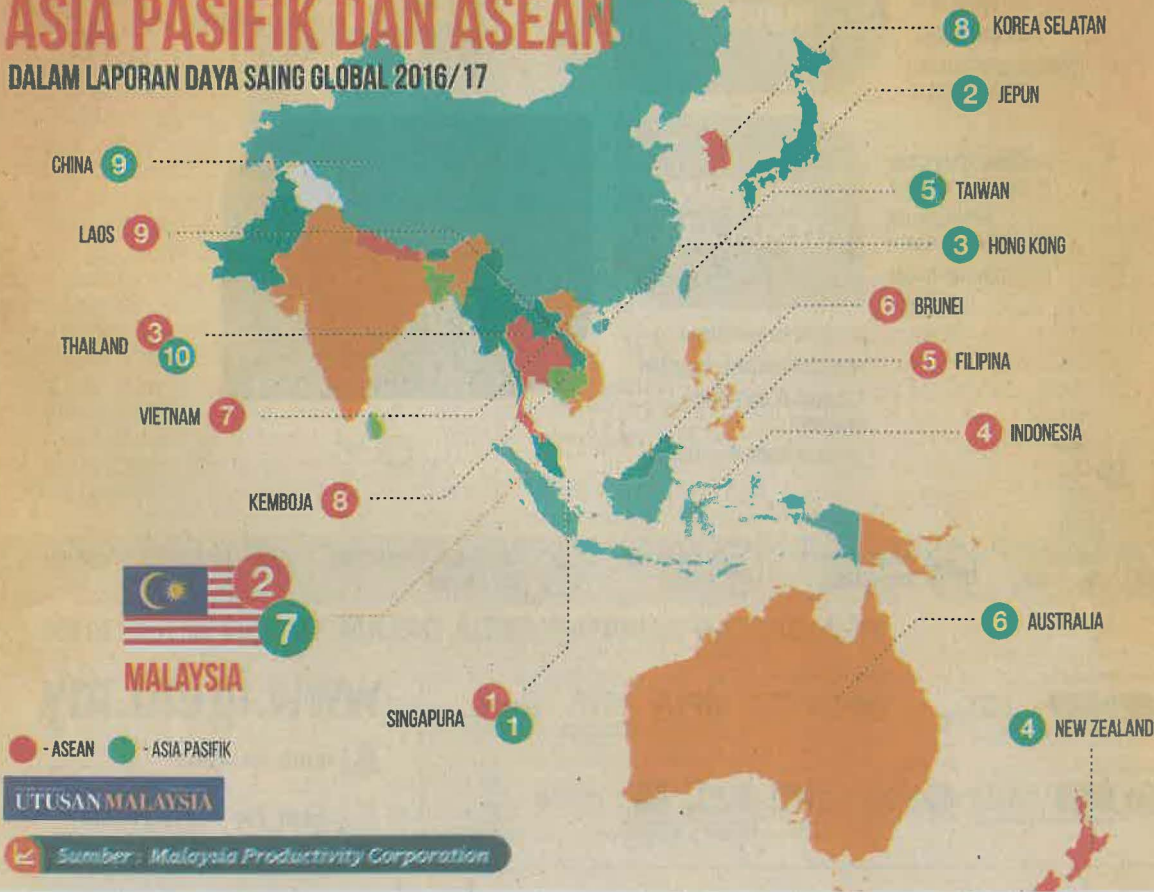 ASIA PASIFIK DAN ASEAN
DALAM LAPORAN DAYA SAING GLOBAL 2016/17
8 KOREA SELATAN
2 JEPUN
CHINA 9
5 TAIWAN
LAOS 9
3 HONG KONG
6 BRUNEI
THAILAND 3 10
5 FILIPINA
VIETNAM 7
4 INDONESIA
KEMBOJA 8
2
7
MALAYSIA
6 AUSTRALIA
SINGAPURA 1 1
4 NEW ZEALAND
- ASEAN - ASIA PASIFIK
UTUSAN MALAYSIA
Sumber : Malaysia Productivity Corporation